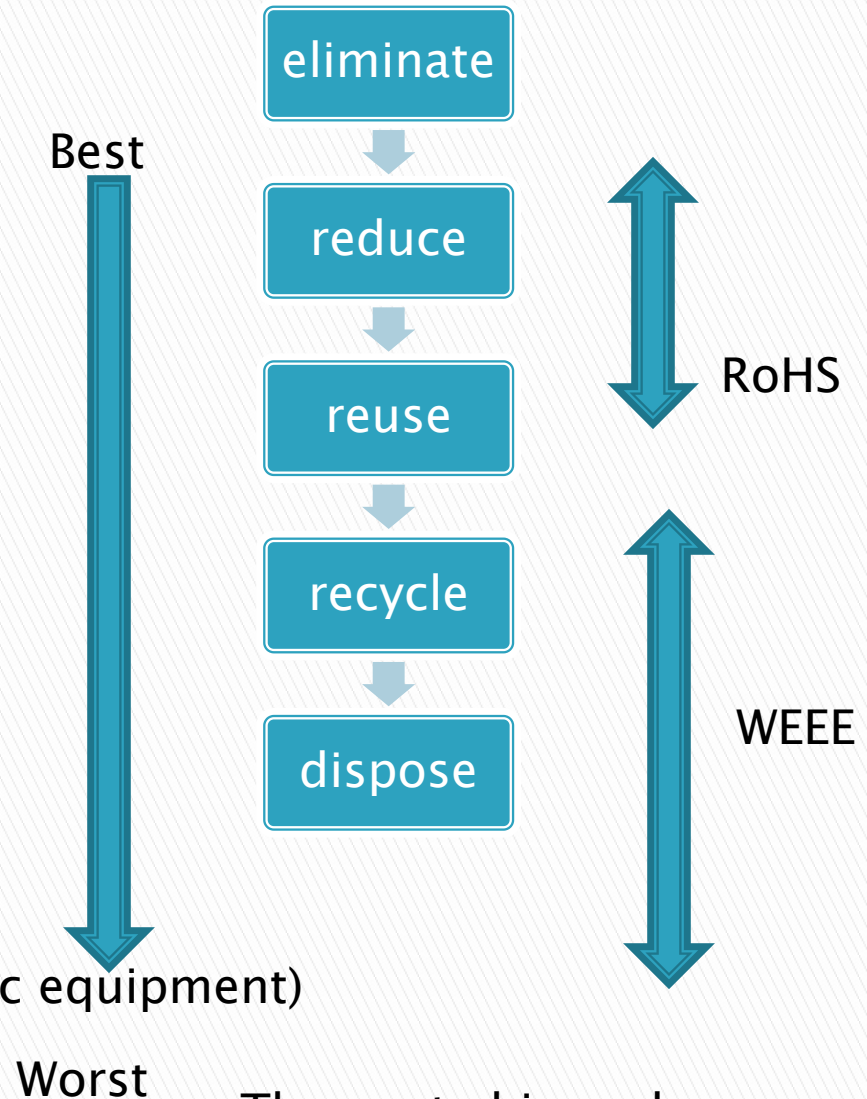 eliminate
Best
reduce
RoHS
reuse
recycle
WEEE
dispose
c equipment)
Worst